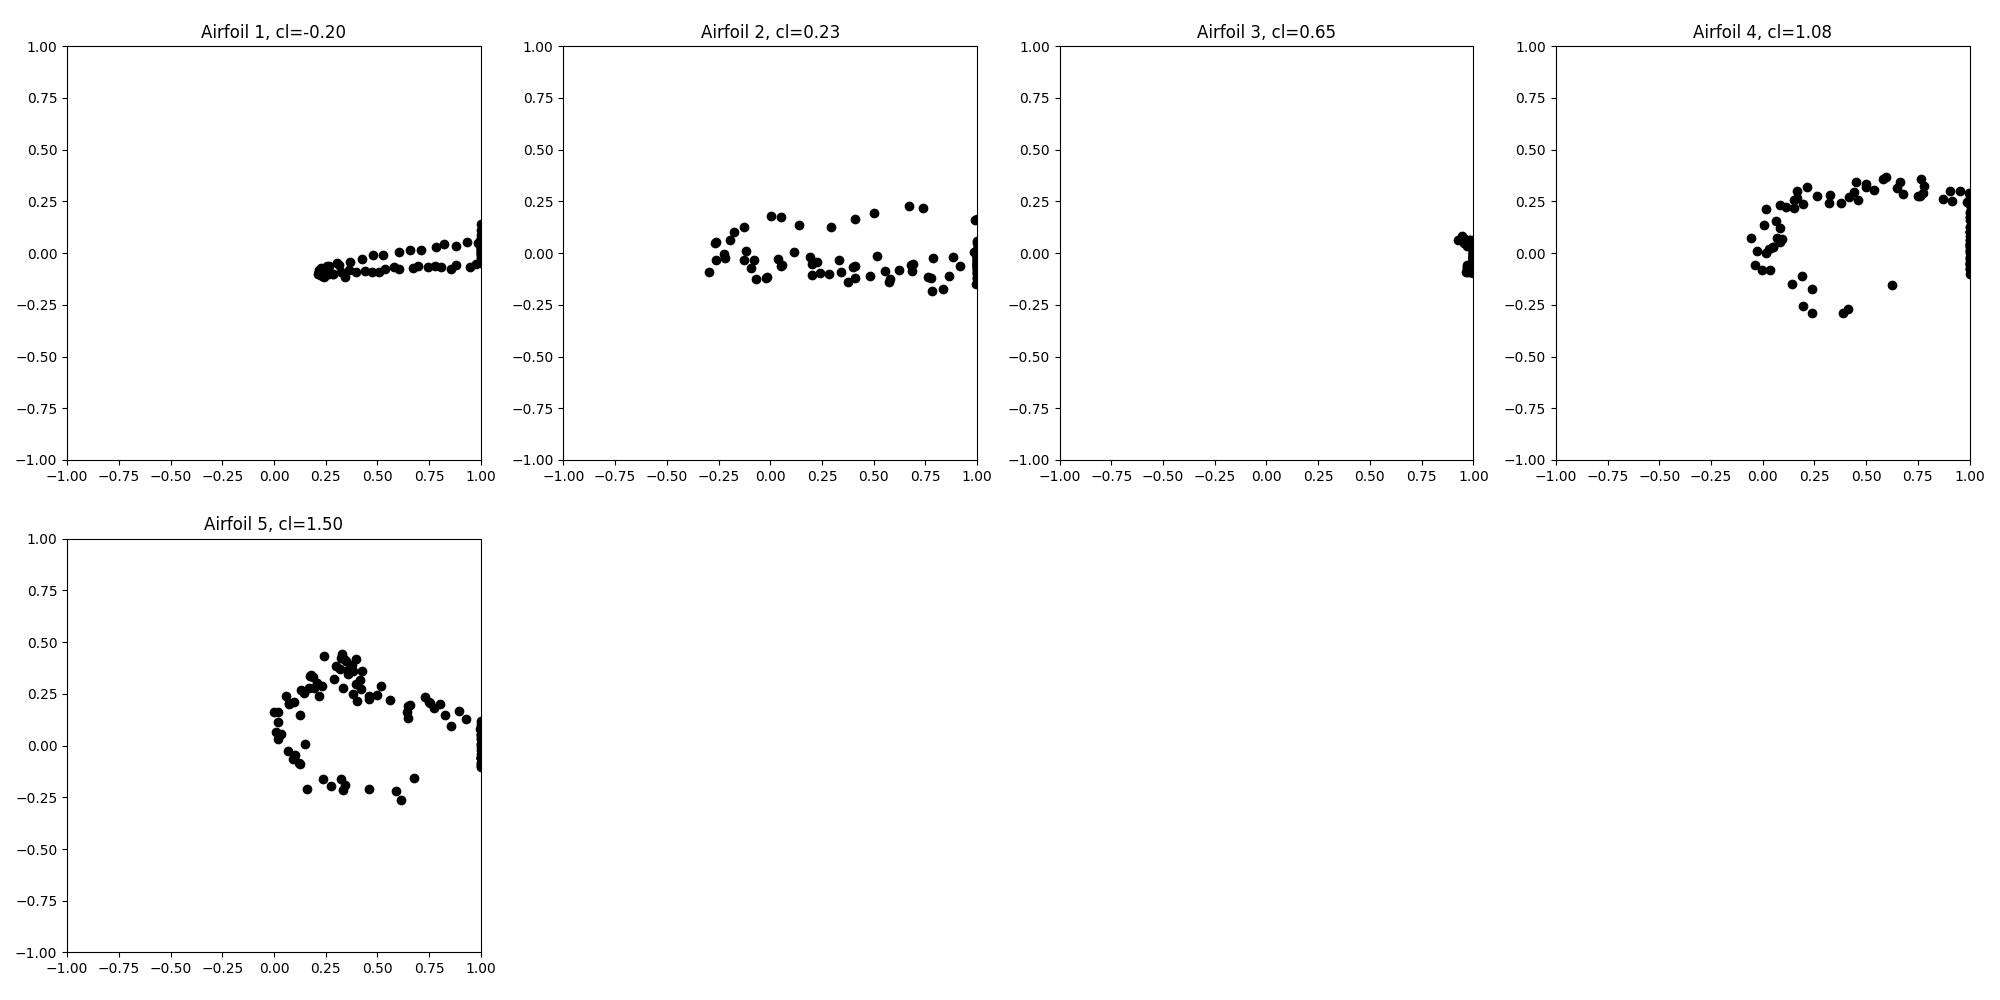 Airfoil 1, cl=-0.20
Airfoil 2, cl=0.23
Airfoil 3, cl=0.65
Airfoil 4, cl=1.08
1.00 1.00 1.00 1.00
0.75 0.75 0.75 0.75
0.50 0.50 0.50 0.50
0.25 0.25 0.25 0.25
0.00 0.00 0.00 0.00
−0.25 −0.25 −0.25 −0.25
−0.50 −0.50 −0.50 −0.50
−0.75 −0.75 −0.75 −0.75
−1.00 −1.00 −1.00 −1.00
−1.00 −0.75 −0.50 −0.25 0.00 0.25 0.50 0.75 1.00
−1.00 −0.75 −0.50 −0.25 0.00 0.25 0.50 0.75 1.00
−1.00 −0.75 −0.50 −0.25 0.00 0.25 0.50 0.75 1.00
−1.00 −0.75 −0.50 −0.25 0.00 0.25 0.50 0.75 1.00
Airfoil 5, cl=1.50
1.00
0.75
0.50
0.25
0.00
−0.25
−0.50
−0.75
−1.00
−1.00 −0.75 −0.50 −0.25 0.00 0.25 0.50 0.75 1.00